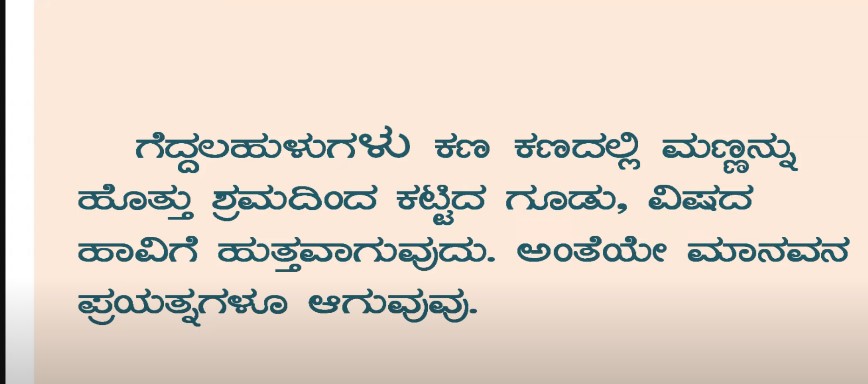 ಗೆದ್ದಲಹುಳುಗಳು ಕಣ ಕಣದಲ್ಲಿ ಮಣ್ಣನ್ನು
ಹೊತ್ತು ಶ್ರಮದಿಂದ ಕಟ್ಟಿದ ಗೂಡು, ವಿಷದ
ಹಾವಿಗೆ ಹುತ್ತವಾಗುವುದು. ಅಂತೆಯೇ ಮಾನವನ
ಪ್ರಯತ್ನಗಳೂ ಆಗುವುವು.